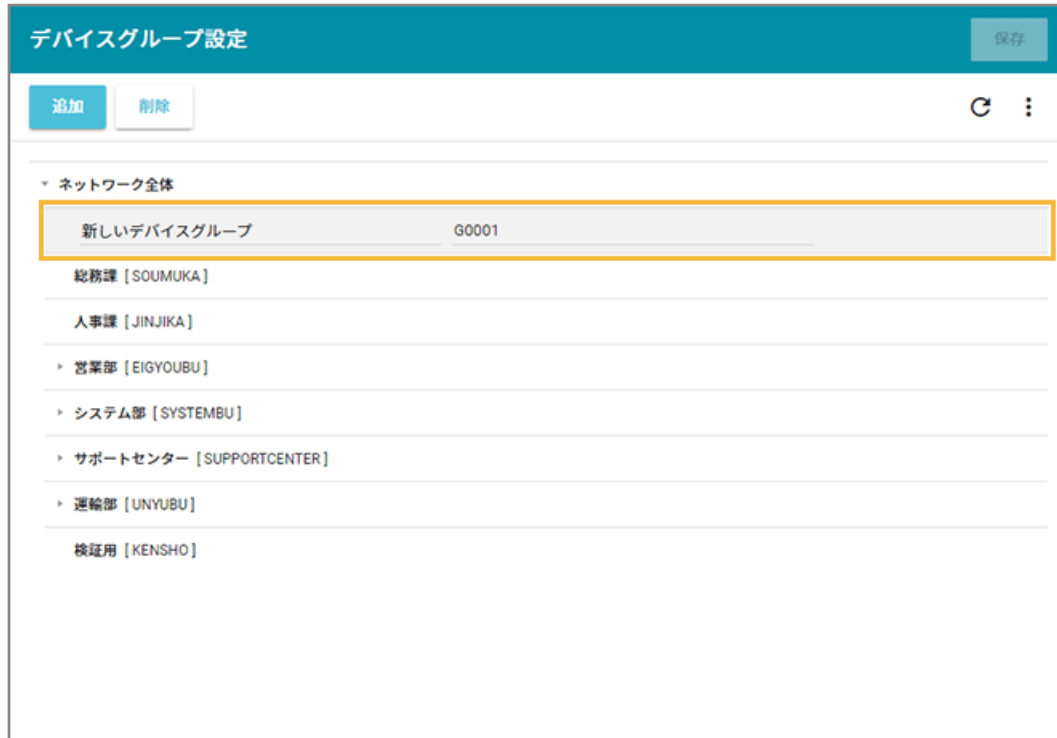 デバイスグループ設定 保存
追加 削除
ネットワーク全体
新しいデバイスグループ G0001
総務課 [ SOUMUKA ]
人事課 [ JINJIKA ]
営業部 [ EIGYOUBU ]
システム部 [ SYSTEMBU ]
サポートセンター [ SUPPORTCENTER ]
運輸部 [ UNYUBU ]
検証用 [ KENSHO ]